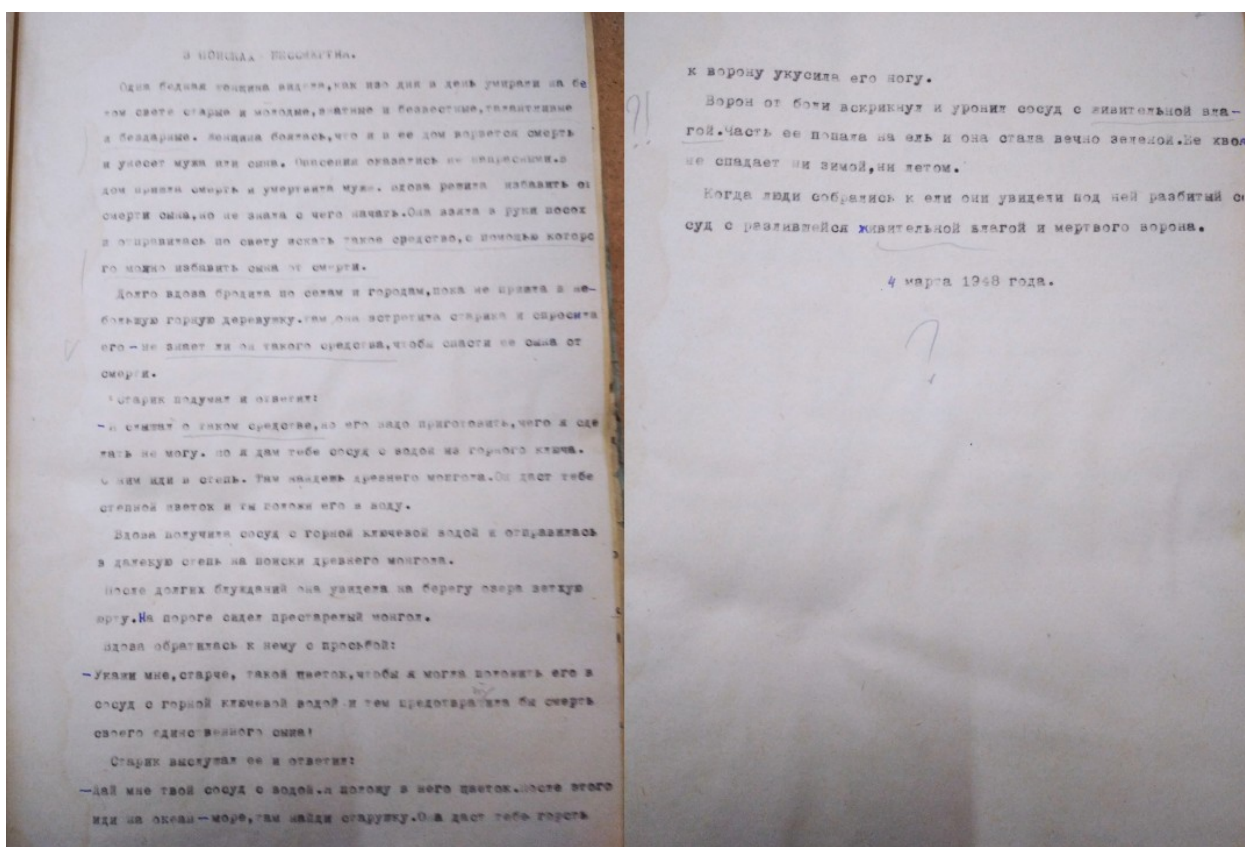 В ПОИСКАХ БЕССМЕРТИЯ.
Одна бедная женщина видела,как изо дня в день умирали на бе
лом свете старые и молодые,знатные и безвестные,талантливые
и бездарные. Женщина боялась,что и в ее дом ворвется смерть
и унесет мужа или сына. Опасения оказались не напрасными.В
дом пришла смерть и умертвила мужа. Вдова решила избавить от
смерти сына,но не знала с чего начать.Она взяла в руки посох
и отправилась по свету искать такое средство,с помощью которо
го можно избавить сына от смерти.
Долго вдова бродила по селам и городам,пока не пришла в не-
большую горную деревушку.Там она встретила старика и спросила
его-не знает ли он такого средства,чтобы спасти ее сына от
смерти.
Старик подумал и ответил:
-Я слышал о таком средстве,но его надо приготовить,чего я сде
лать не могу. Но я дам тебе сосуд с водой из горного ключа.
С ним иди в степь. Там найдешь древнего монгола.Он даст тебе
степной цветок и ты положи его в воду.
Вдова получила сосуд с горной ключевой водой и отправилась
в далекую степь на поиски древнего монгола.
После долгих блужданий она увидела на берегу озера ветхую
юрту.На пороге сидел престарелый монгол.
Вдова обратилась к нему с просьбой:
-Укажи мне,старче, такой цветок,чтобы я могла положить его в
сосуд с горной ключевой водой и тем предотвратила бы смерть
своего единственного сына!
Старик выслушал ее и ответил:
-Дай мне твой сосуд с водой.Я положу в него цветок.После этого
иди на океан-море,там найди старушку.Она даст тебе горсть
к ворону укусила его ногу.
?!
Ворон от боли вскрикнул и уронил сосуд с живительной вла-
гой.Часть ее попала на ель и она стала вечно зеленой.Ее хвоя
не спадает ни зимой,ни летом.
Когда люди собрались к ели они увидели под ней разбитый со
суд с разлившейся живительной влагой и мертвого ворона.
4 марта 1948 года.
?